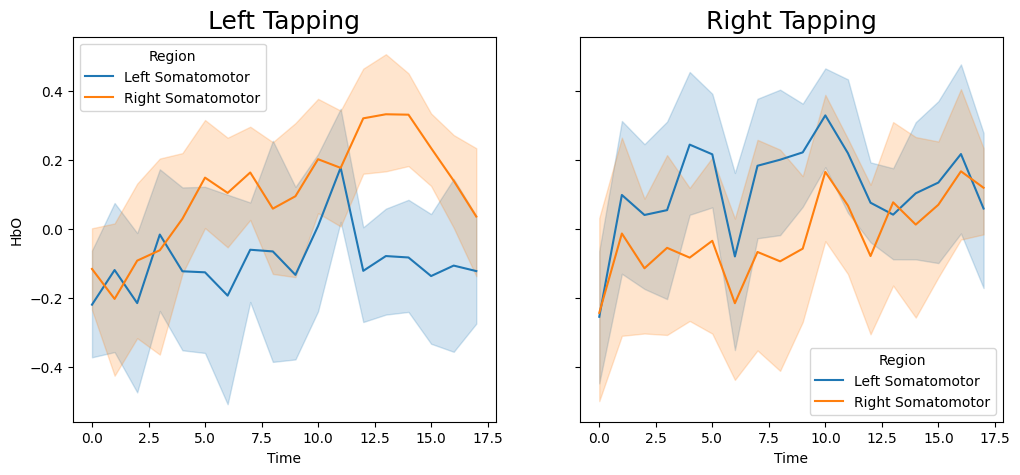 Left Tapping
Region
Left Somatomotor
Right Somatomotor
HbO
0.4
0.2
0.0
−0.2
−0.4
0.0 2.5 5.0 7.5 10.0 12.5 15.0 17.5
Time
Right Tapping
Region
Left Somatomotor
Right Somatomotor
0.0 2.5 5.0 7.5 10.0 12.5 15.0 17.5
Time